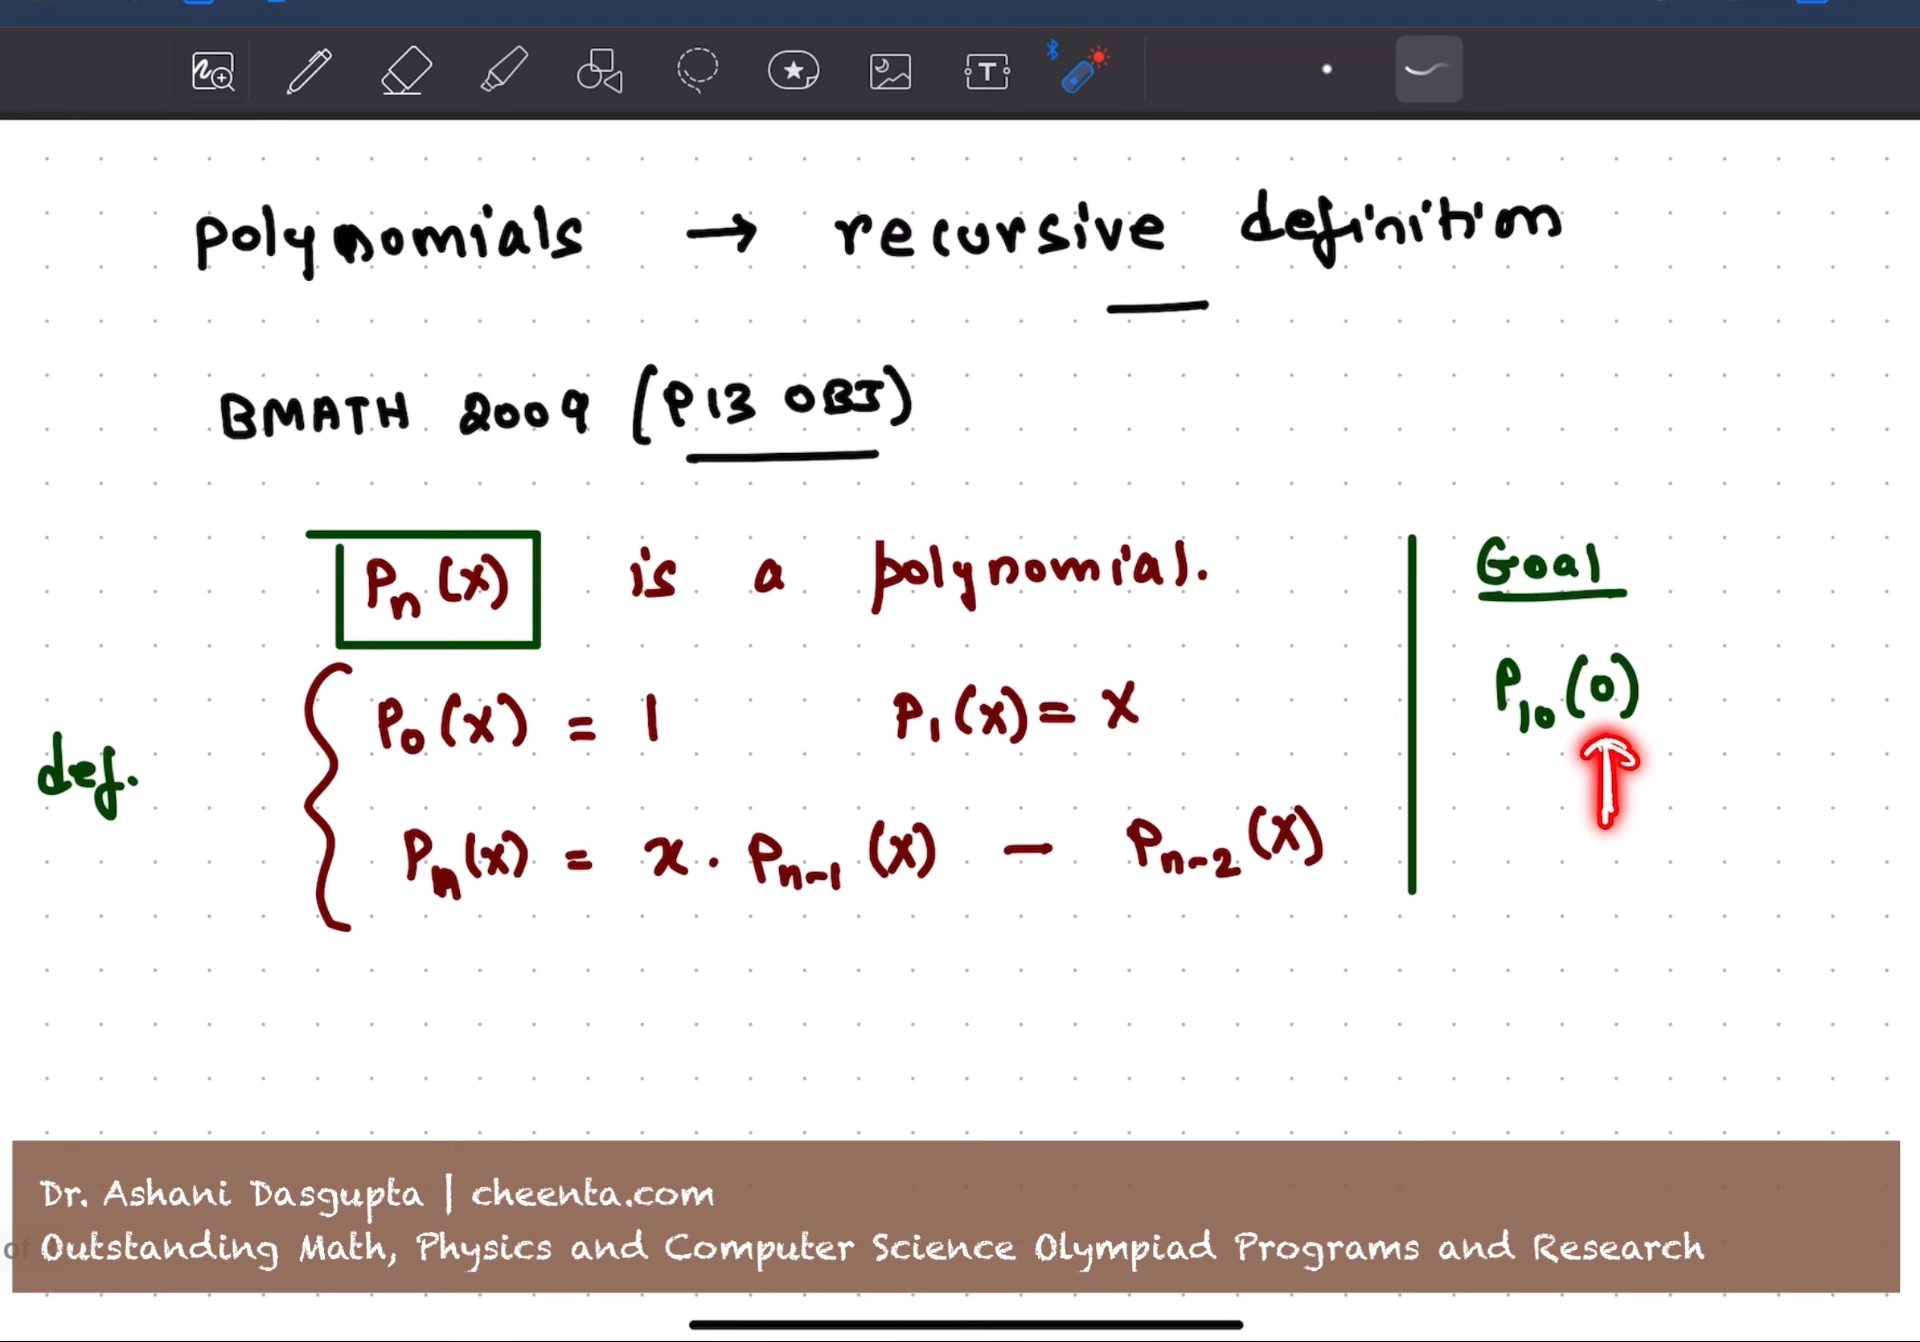 polynomials → recursive definition
BMATH 2009 (P13 OBJ)
Pn(x) is a polynomial.
Goal
P0(x) = 1 P1(x) = x
P10(0)
def.
Pn(x) = x . Pn-1(x) - Pn-2(x)
Dr. Ashani Dasgupta | cheenta.com
Outstanding Math, Physics and Computer Science Olympiad Programs and Research